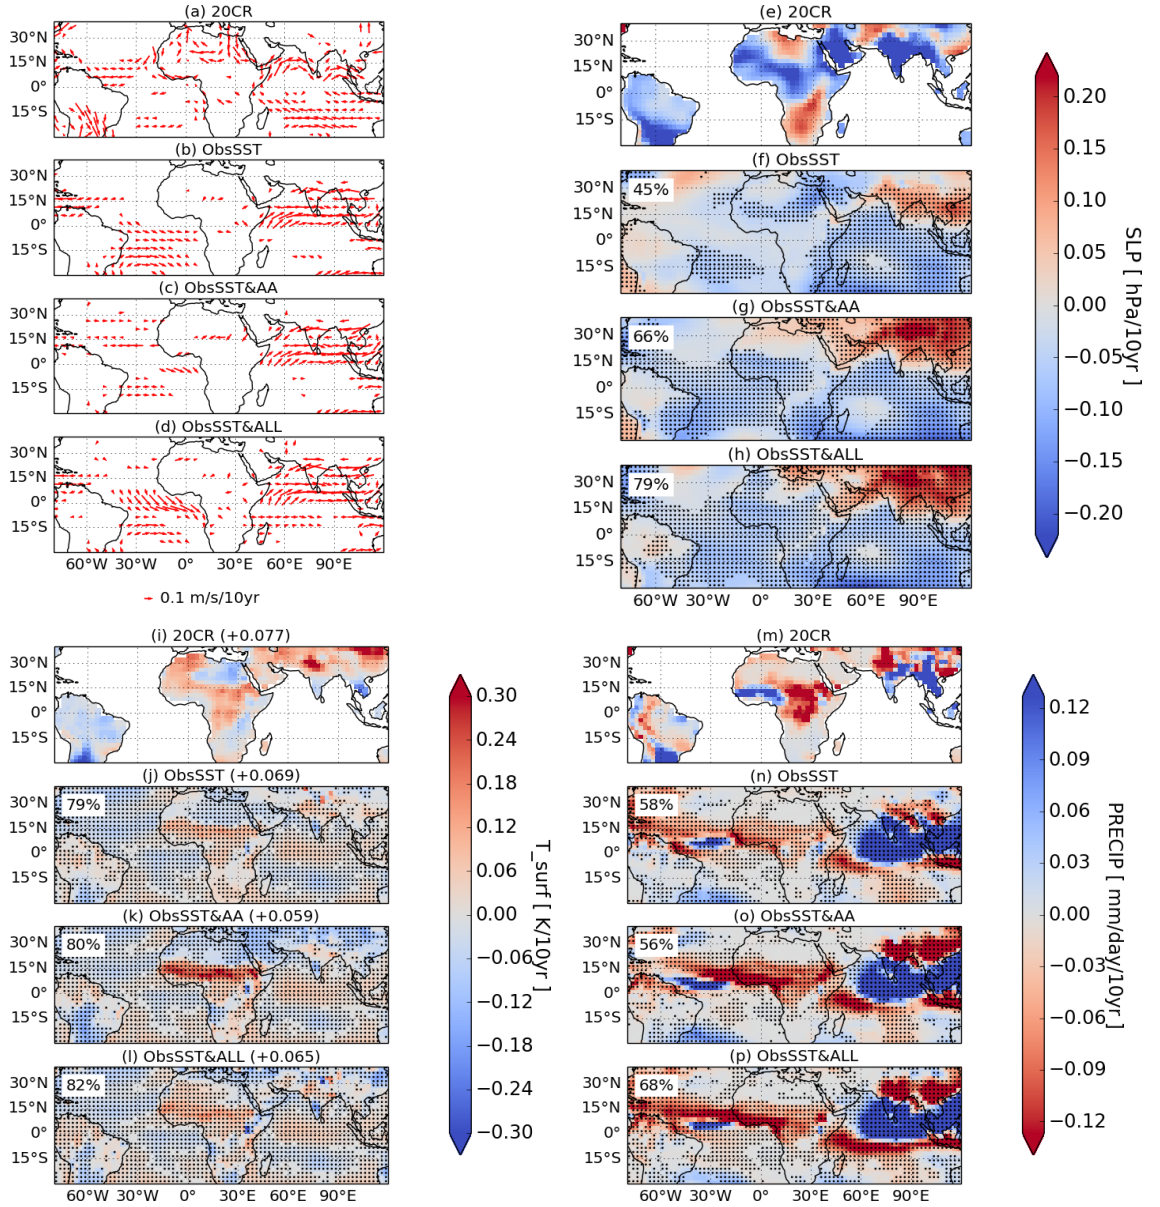 (a) 20CR
30°N
15°N
0°
15°S
(b) ObsSST
30°N
15°N
0°
15°S
(c) ObsSST&AA
30°N
15°N
0°
15°S
(d) ObsSST&ALL
30°N
15°N
0°
15°S
60°W 30°W 0° 30°E 60°E 90°E
0.1 m/s/10yr
(e) 20CR
30°N
15°N
0°
15°S
(f) ObsSST
45%
30°N
15°N
0°
15°S
(g) ObsSST&AA
66%
30°N
15°N
0°
15°S
(h) ObsSST&ALL
79%
30°N
15°N
0°
15°S
60°W 30°W 0° 30°E 60°E 90°E
0.20
0.15
0.10
0.05
0.00
−0.05
−0.10
−0.15
−0.20
SLP [ hPa/10yr ]
(i) 20CR (+0.077)
30°N
15°N
0°
15°S
(j) ObsSST (+0.069)
79%
30°N
15°N
0°
15°S
(k) ObsSST&AA (+0.059)
80%
30°N
15°N
0°
15°S
(l) ObsSST&ALL (+0.065)
82%
30°N
15°N
0°
15°S
60°W 30°W 0° 30°E 60°E 90°E
0.30
0.24
0.18
0.12
0.06
0.00
−0.06
−0.12
−0.18
−0.24
−0.30
T_surf [ K/10yr ]
(m) 20CR
30°N
15°N
0°
15°S
(n) ObsSST
58%
30°N
15°N
0°
15°S
(o) ObsSST&AA
56%
30°N
15°N
0°
15°S
(p) ObsSST&ALL
68%
30°N
15°N
0°
15°S
60°W 30°W 0° 30°E 60°E 90°E
0.12
0.09
0.06
0.03
0.00
−0.03
−0.06
−0.09
−0.12
PRECIP [ mm/day/10yr ]